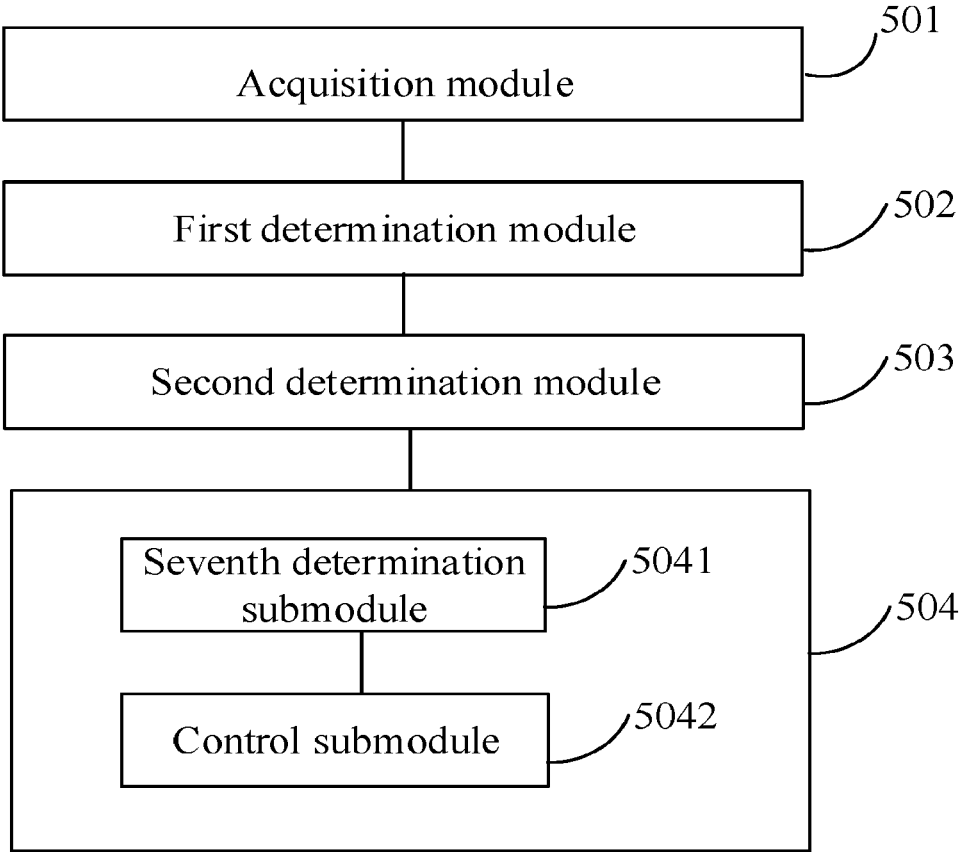 501
Acquisition module
502
First determination module
503
Second determination module
5041
Seventh determination
submodule
504
5042
Control submodule